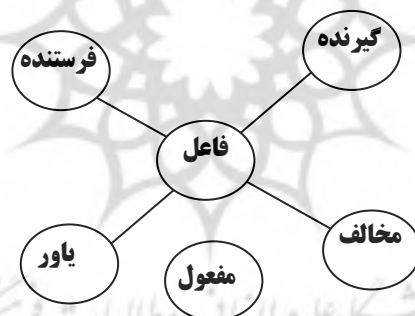 گیرنده
فرستنده
فاعل
مخالف
یاور
مفعول